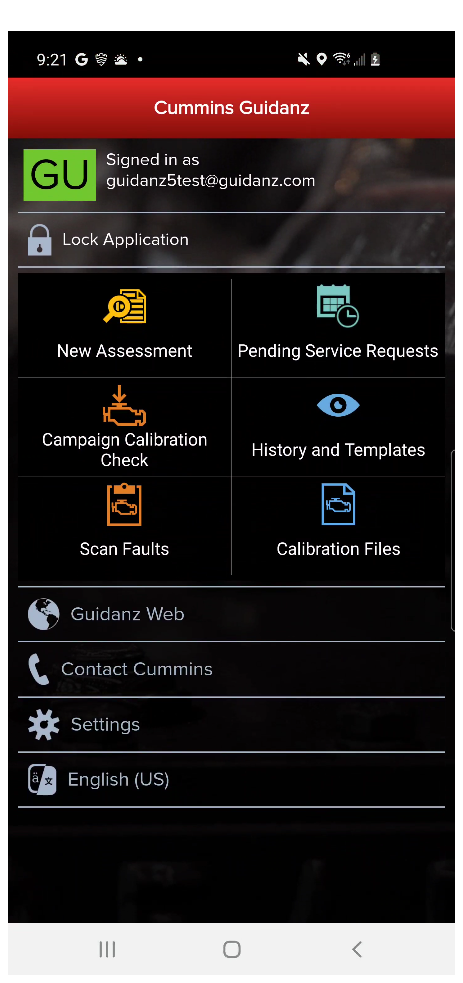 9:21 G
Cummins Guidanz
GU
Signed in as
guidanz5test@guidanz.com
Lock Application
New Assessment
Pending Service Requests
Campaign Calibration
Check
History and Templates
Scan Faults
Calibration Files
Guidanz Web
Contact Cummins
Settings
ä 文 English (US)